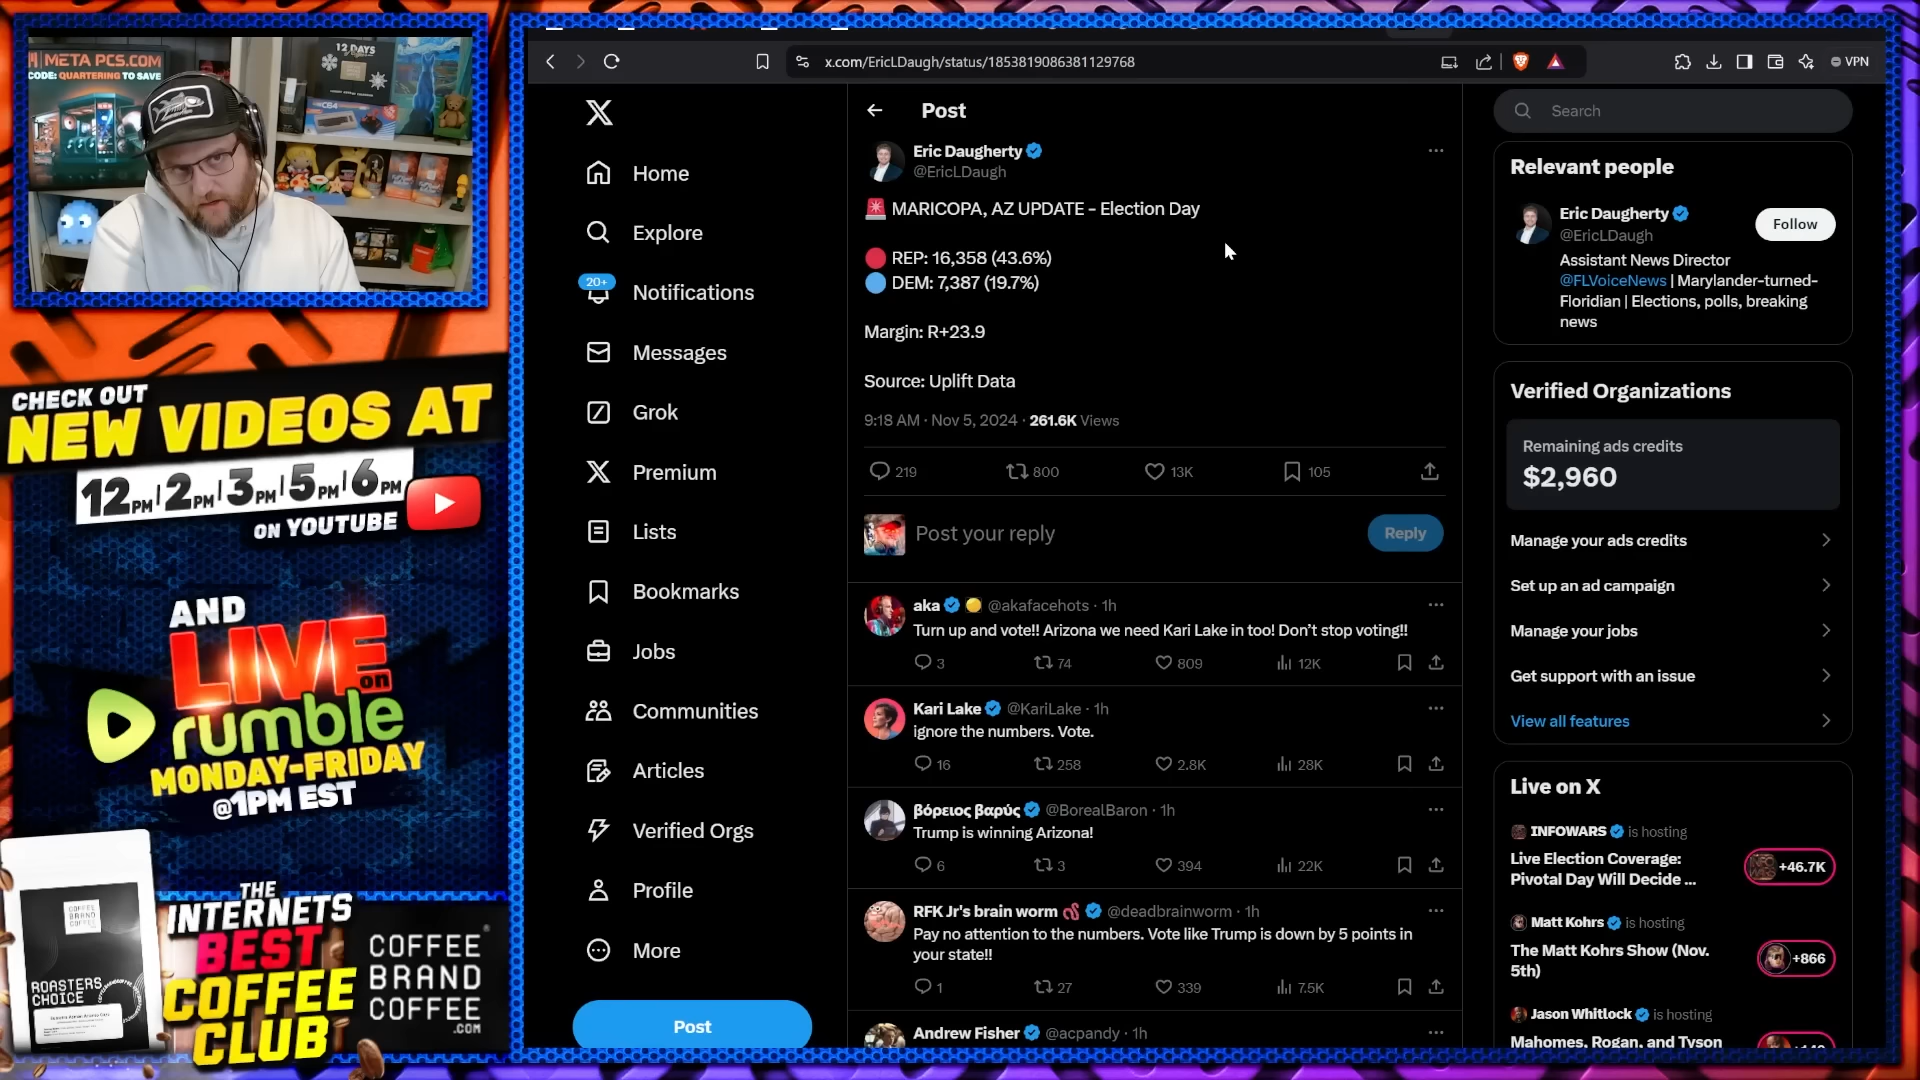 META PCS.COM
CODE: QUARTERING TO SAVE
12 DAYS
C64
CHECK OUT
NEW VIDEOS AT
12PM | 2PM | 3PM | 5PM | 6PM
ON YOUTUBE
AND
LIVE
on
rumble
MONDAY-FRIDAY
@1PM EST
COFFEE
BRAND
COFFEE
ROASTERS
CHOICE
THE
INTERNETS
BEST
COFFEE
CLUB
COFFEE
BRAND
COFFEE
.COM
x.com/EricLDaugh/status/1853819086381129768
VPN
Home
Explore
20+
Notifications
Messages
Grok
Premium
Lists
Bookmarks
Jobs
Communities
Articles
Verified Orgs
Profile
More
Post
Post
Eric Daugherty
@EricLDaugh
🚨 MARICOPA, AZ UPDATE - Election Day
🔴 REP: 16,358 (43.6%)
🔵 DEM: 7,387 (19.7%)
Margin: R+23.9
Source: Uplift Data
9:18 AM · Nov 5, 2024 · 261.6K Views
219 800 13K 105
Post your reply
Reply
aka 🟡 @akafacehots · 1h
Turn up and vote!! Arizona we need Kari Lake in too! Don’t stop voting!!
3 74 809 12K
Kari Lake @KariLake · 1h
ignore the numbers. Vote.
16 258 2.8K 28K
βόρειος βαρύς @BorealBaron · 1h
Trump is winning Arizona!
6 3 394 22K
RFK Jr's brain worm 🪱 @deadbrainworm · 1h
Pay no attention to the numbers. Vote like Trump is down by 5 points in
your state!!
1 27 339 7.5K
Andrew Fisher @acpandy · 1h
Search
Relevant people
Eric Daugherty
@EricLDaugh
Follow
Assistant News Director
@FLVoiceNews | Marylander-turned-
Floridian | Elections, polls, breaking
news
Verified Organizations
Remaining ads credits
$2,960
Manage your ads credits
Set up an ad campaign
Manage your jobs
Get support with an issue
View all features
Live on X
INFOWARS is hosting
Live Election Coverage:
Pivotal Day Will Decide ...
+46.7K
Matt Kohrs is hosting
The Matt Kohrs Show (Nov.
5th)
+866
Jason Whitlock is hosting
Mahomes, Rogan, and Tyson